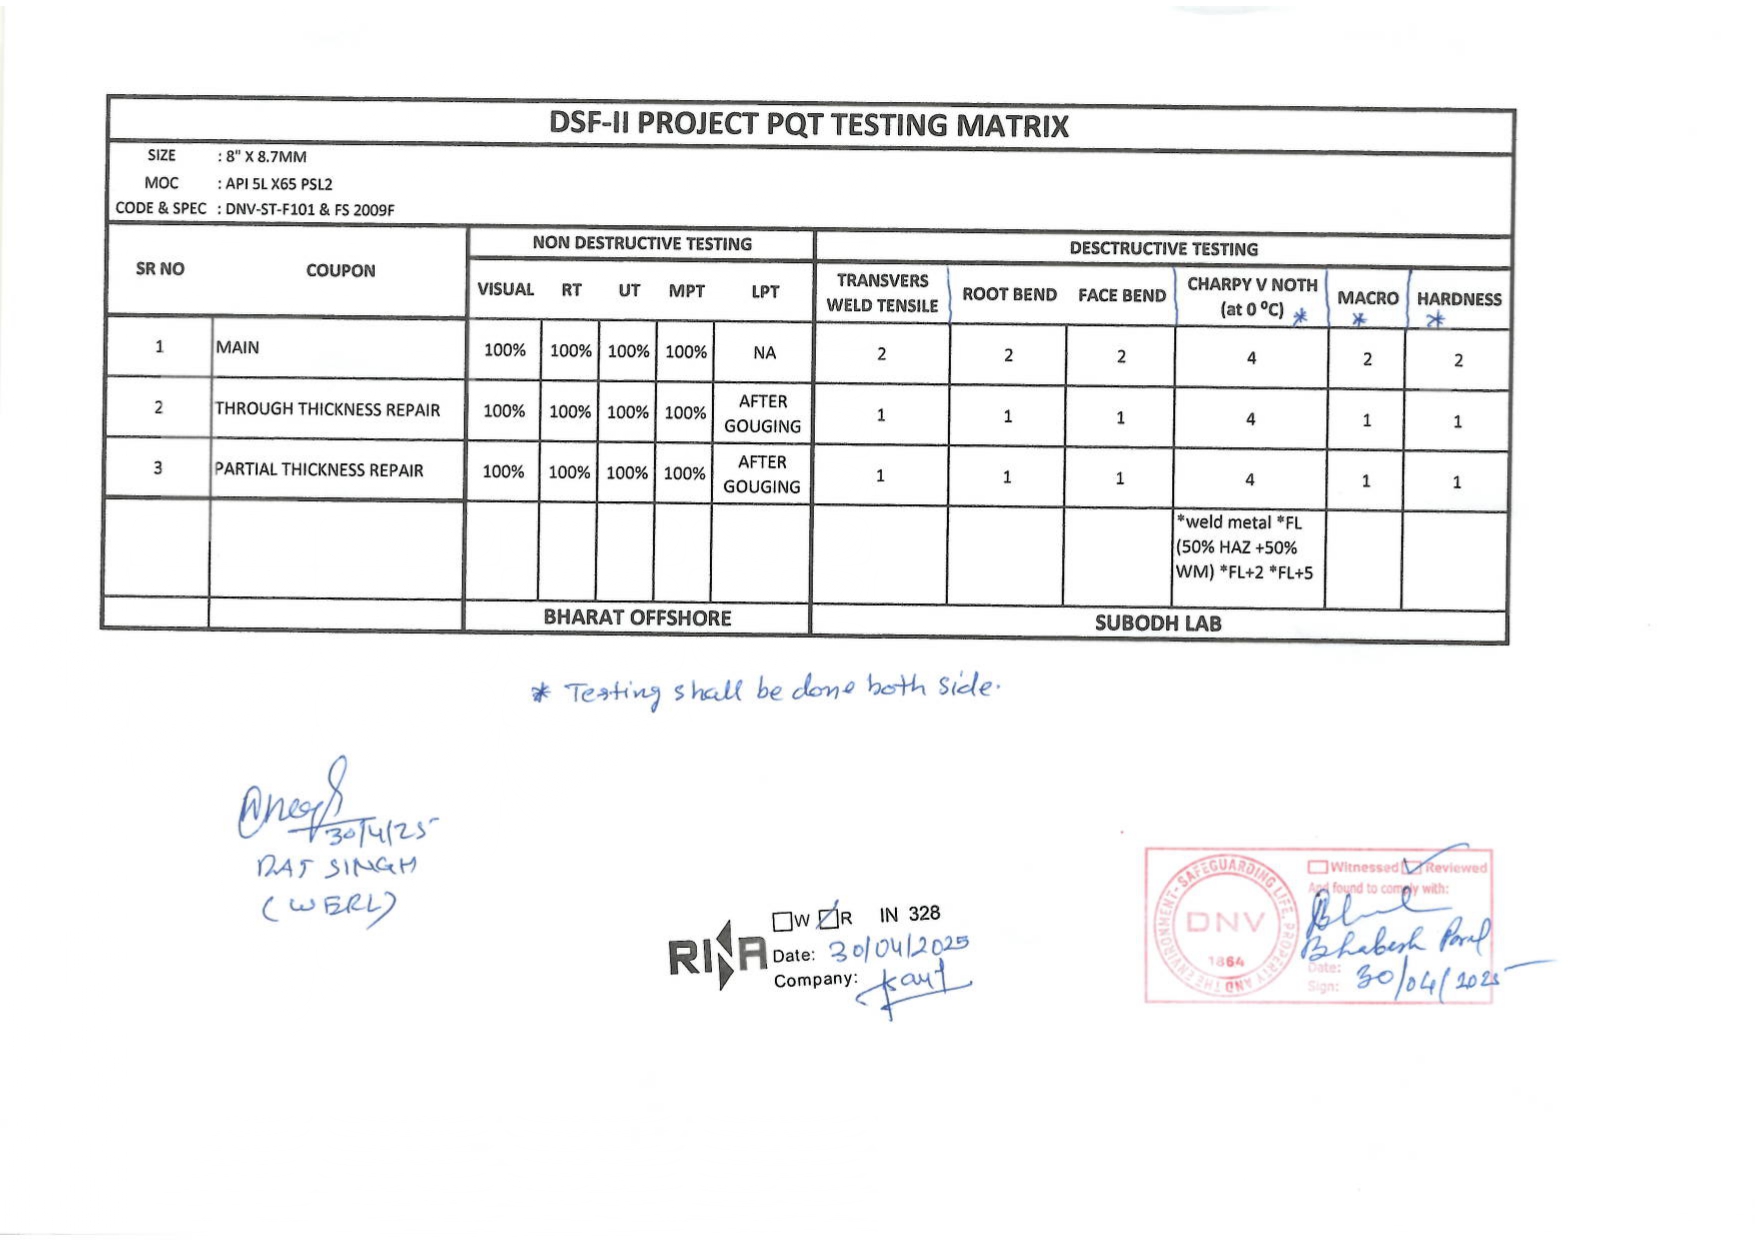 DSF-II PROJECT PQT TESTING MATRIX
SIZE : 8" X 8.7MM
MOC : API 5L X65 PSL2
CODE & SPEC : DNV-ST-F101 & FS 2009F
SR NO COUPON NON DESTRUCTIVE TESTING DESCTRUCTIVE TESTING
VISUAL RT UT MPT LPT TRANSVERS WELD TENSILE ROOT BEND FACE BEND CHARPY V NOTH (at 0 ⁰C) * MACRO * HARDNESS *
1 MAIN 100% 100% 100% 100% NA 2 2 2 4 2 2
2 THROUGH THICKNESS REPAIR 100% 100% 100% 100% AFTER GOUGING 1 1 1 4 1 1
3 PARTIAL THICKNESS REPAIR 100% 100% 100% 100% AFTER GOUGING 1 1 1 4 1 1
*weld metal *FL
(50% HAZ +50%
WM) *FL+2 *FL+5
BHARAT OFFSHORE SUBODH LAB
* Testing shall be done both side.
30/4/25
SINGH
(WERL)
RINA
W R IN 328
Date: 30/04/2025
Company:
SAFEGUARDING LIFE, PROPERTY AND THE ENVIRONMENT
DNV
1864
Witnessed Reviewed
And found to comply with:
Bhabesh
Date: 30/04/2025
Sign: